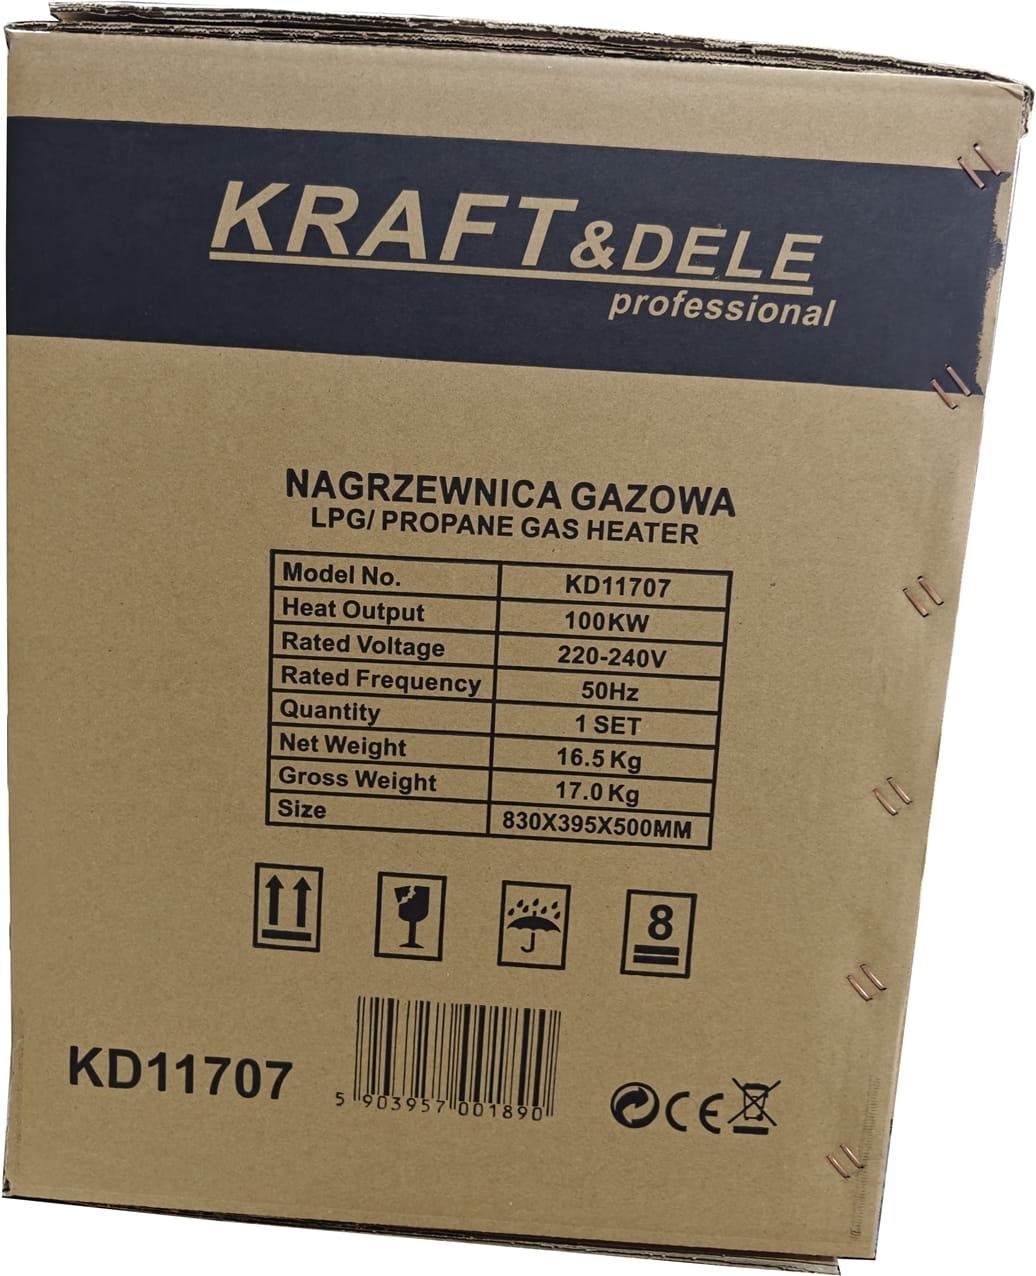 KRAFT&DELE
professional
NAGRZEWNICA GAZOWA
LPG/ PROPANE GAS HEATER
Model No. KD11707
Heat Output 100KW
Rated Voltage 220-240V
Rated Frequency 50Hz
Quantity 1 SET
Net Weight 16.5 Kg
Gross Weight 17.0 Kg
Size 830X395X500MM
8
KD11707
5 903957 001890
CE